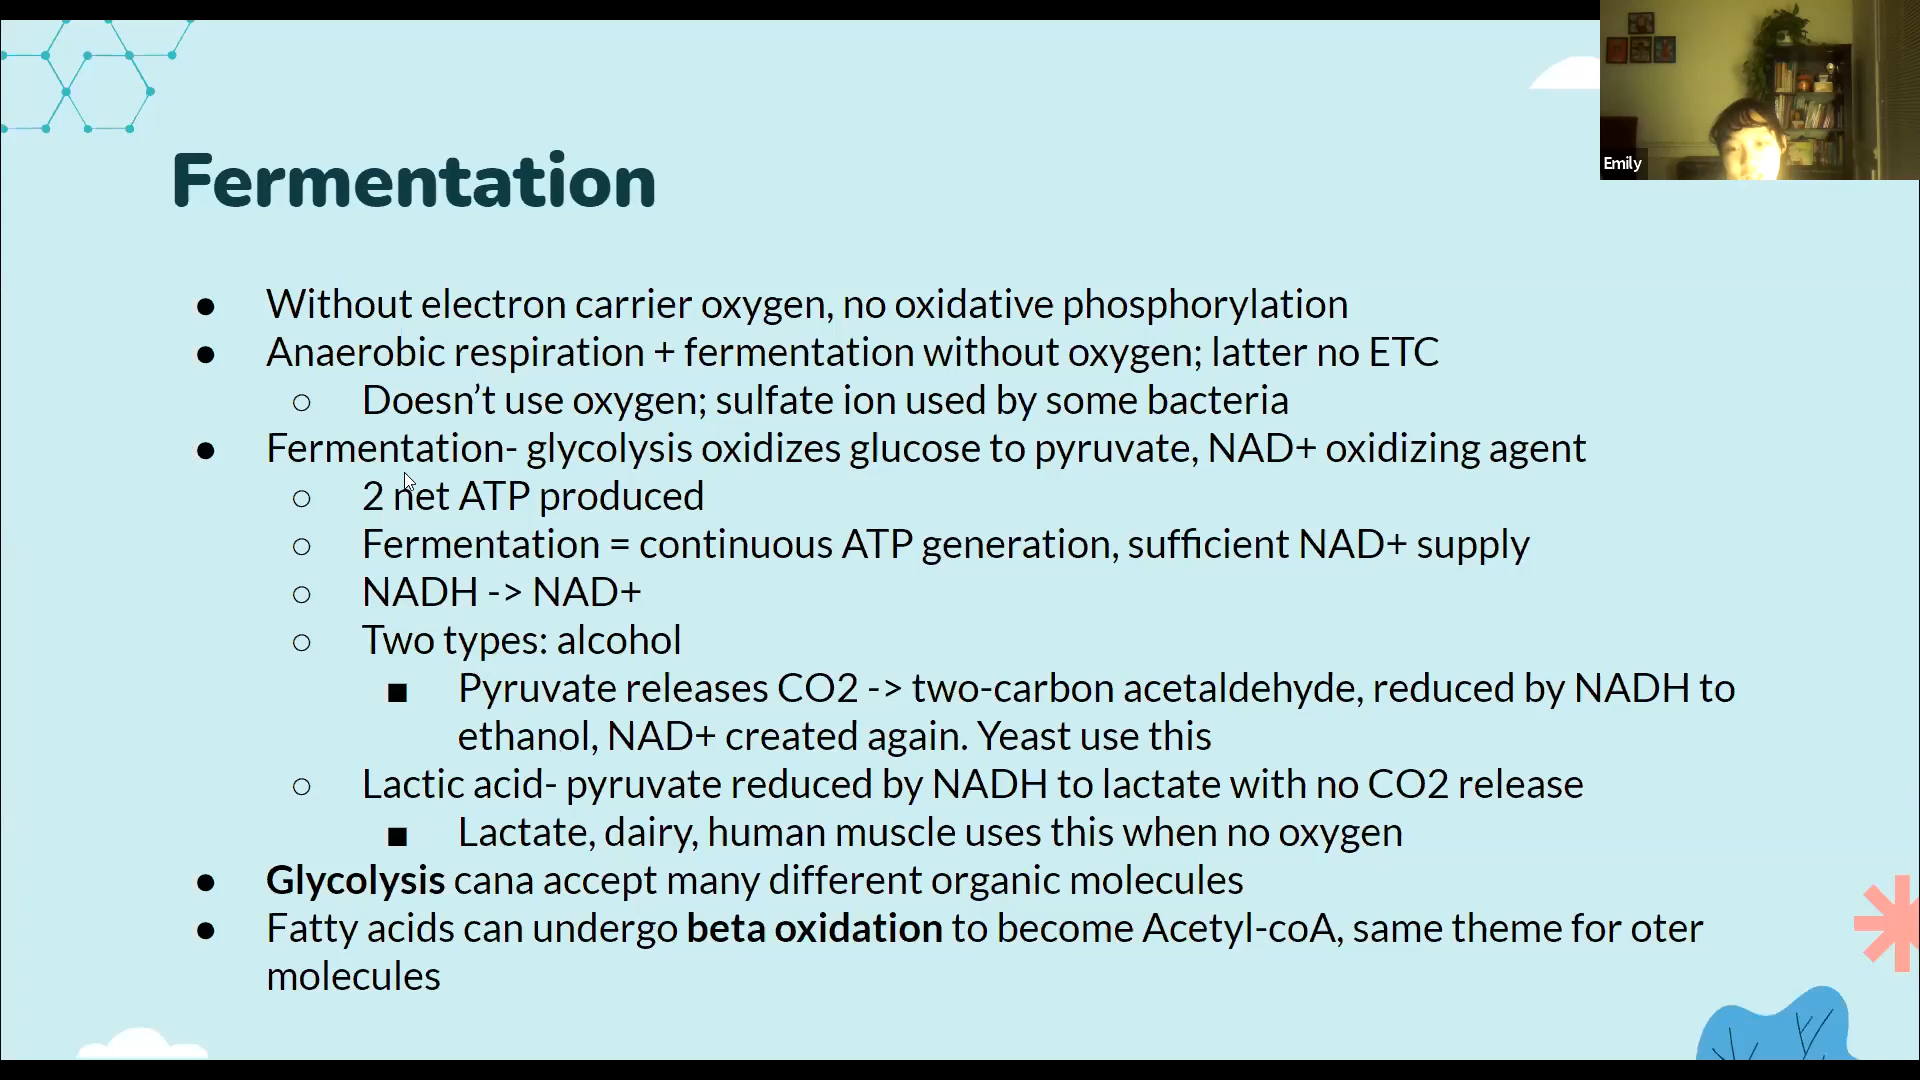 Emily
Fermentation
● Without electron carrier oxygen, no oxidative phosphorylation
● Anaerobic respiration + fermentation without oxygen; latter no ETC
○ Doesn’t use oxygen; sulfate ion used by some bacteria
● Fermentation- glycolysis oxidizes glucose to pyruvate, NAD+ oxidizing agent
○ 2 net ATP produced
○ Fermentation = continuous ATP generation, sufficient NAD+ supply
○ NADH -> NAD+
○ Two types: alcohol
■ Pyruvate releases CO2 -> two-carbon acetaldehyde, reduced by NADH to
ethanol, NAD+ created again. Yeast use this
○ Lactic acid- pyruvate reduced by NADH to lactate with no CO2 release
■ Lactate, dairy, human muscle uses this when no oxygen
● Glycolysis cana accept many different organic molecules
● Fatty acids can undergo beta oxidation to become Acetyl-coA, same theme for oter
molecules